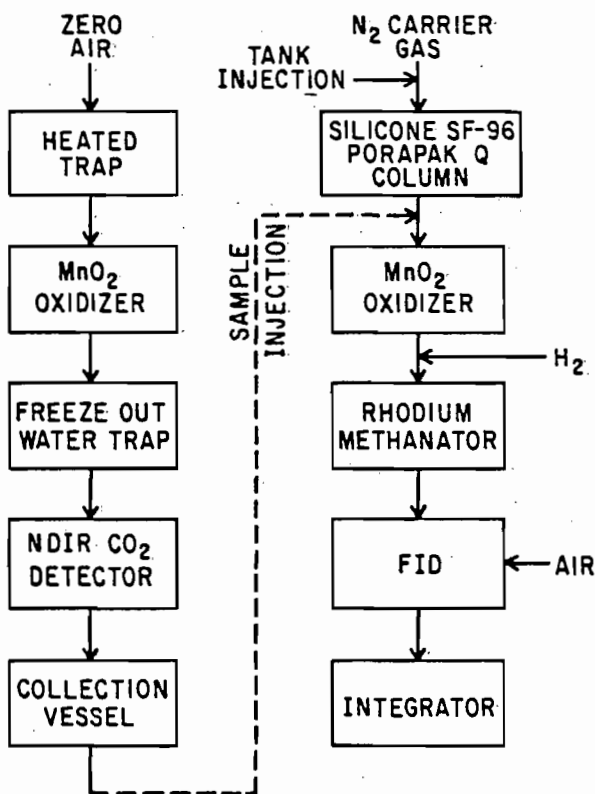 ZERO
AIR
HEATED
TRAP
MnO₂
OXIDIZER
FREEZE OUT
WATER TRAP
NDIR CO₂
DETECTOR
COLLECTION
VESSEL
SAMPLE
INJECTION
N₂ CARRIER
GAS
TANK
INJECTION
SILICONE SF-96
PORAPAK Q
COLUMN
MnO₂
OXIDIZER
H₂
RHODIUM
METHANATOR
FID
AIR
INTEGRATOR